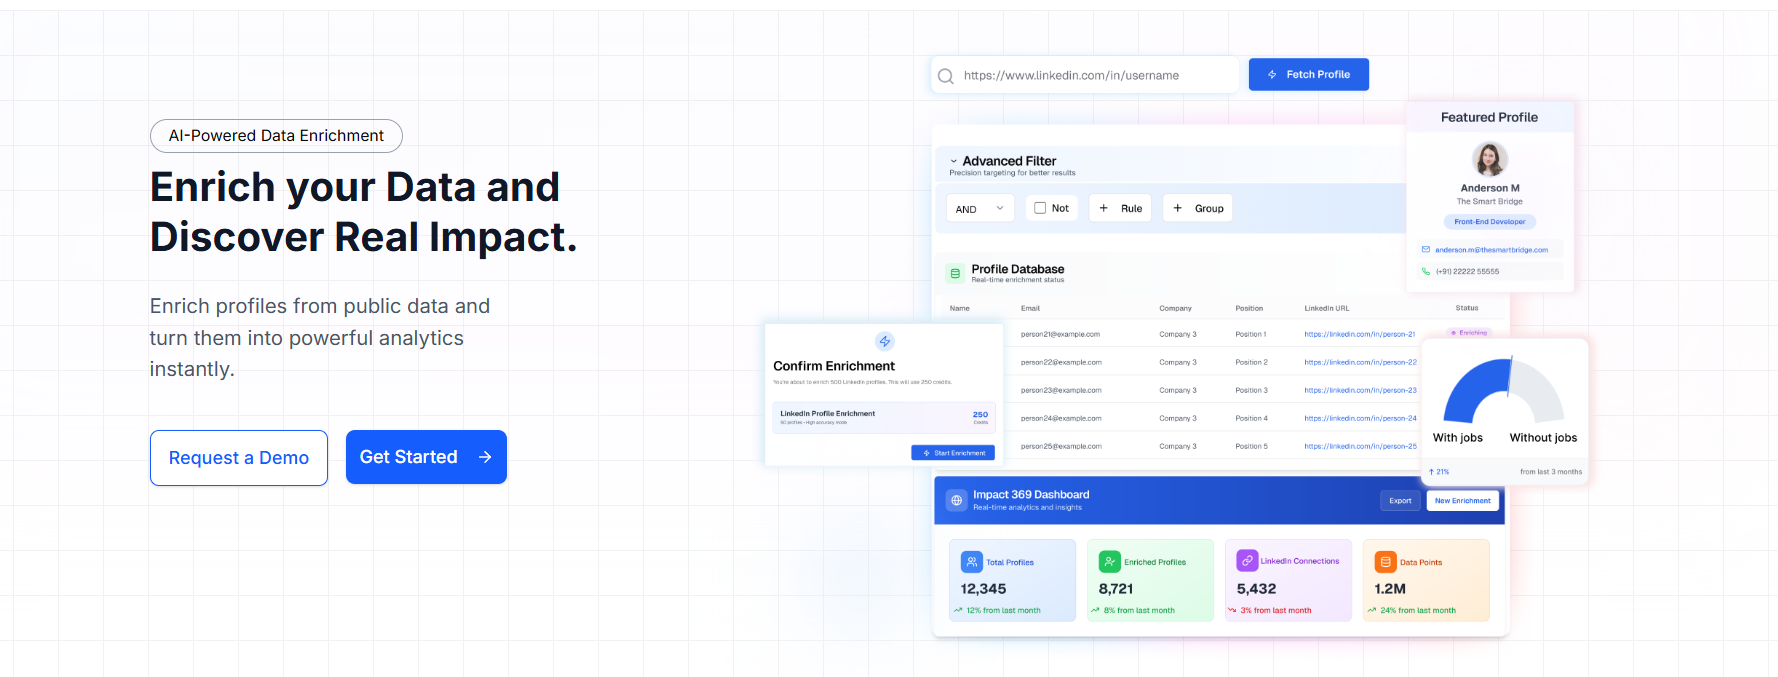 AI-Powered Data Enrichment
Enrich your Data and
Discover Real Impact.
Enrich profiles from public data and
turn them into powerful analytics
instantly.
Request a Demo
Get Started
https://www.linkedin.com/in/username
Fetch Profile
Featured Profile
Anderson M
The Smart Bridge
Front-End Developer
anderson.m@thesmartbridge.com
(+91) 22222 55555
Advanced Filter
Precision targeting for better results
AND
Not
Rule
Group
Profile Database
Real-time enrichment status
Name Email Company Position LinkedIn URL Status
person21@example.com Company 3 Position 1 https://linkedin.com/in/person-21 Enriching
person22@example.com Company 3 Position 2 https://linkedin.com/in/person-22
person23@example.com Company 3 Position 3 https://linkedin.com/in/person-23
person24@example.com Company 3 Position 4 https://linkedin.com/in/person-24
person25@example.com Company 3 Position 5 https://linkedin.com/in/person-25
Confirm Enrichment
You're about to enrich 500 LinkedIn profiles. This will use 250 credits.
LinkedIn Profile Enrichment
50 profiles • High accuracy mode
250
Credits
Start Enrichment
With jobs
Without jobs
21%
from last 3 months
Impact 369 Dashboard
Real-time analytics and insights
Export
New Enrichment
Total Profiles
12,345
12% from last month
Enriched Profiles
8,721
8% from last month
LinkedIn Connections
5,432
3% from last month
Data Points
1.2M
24% from last month